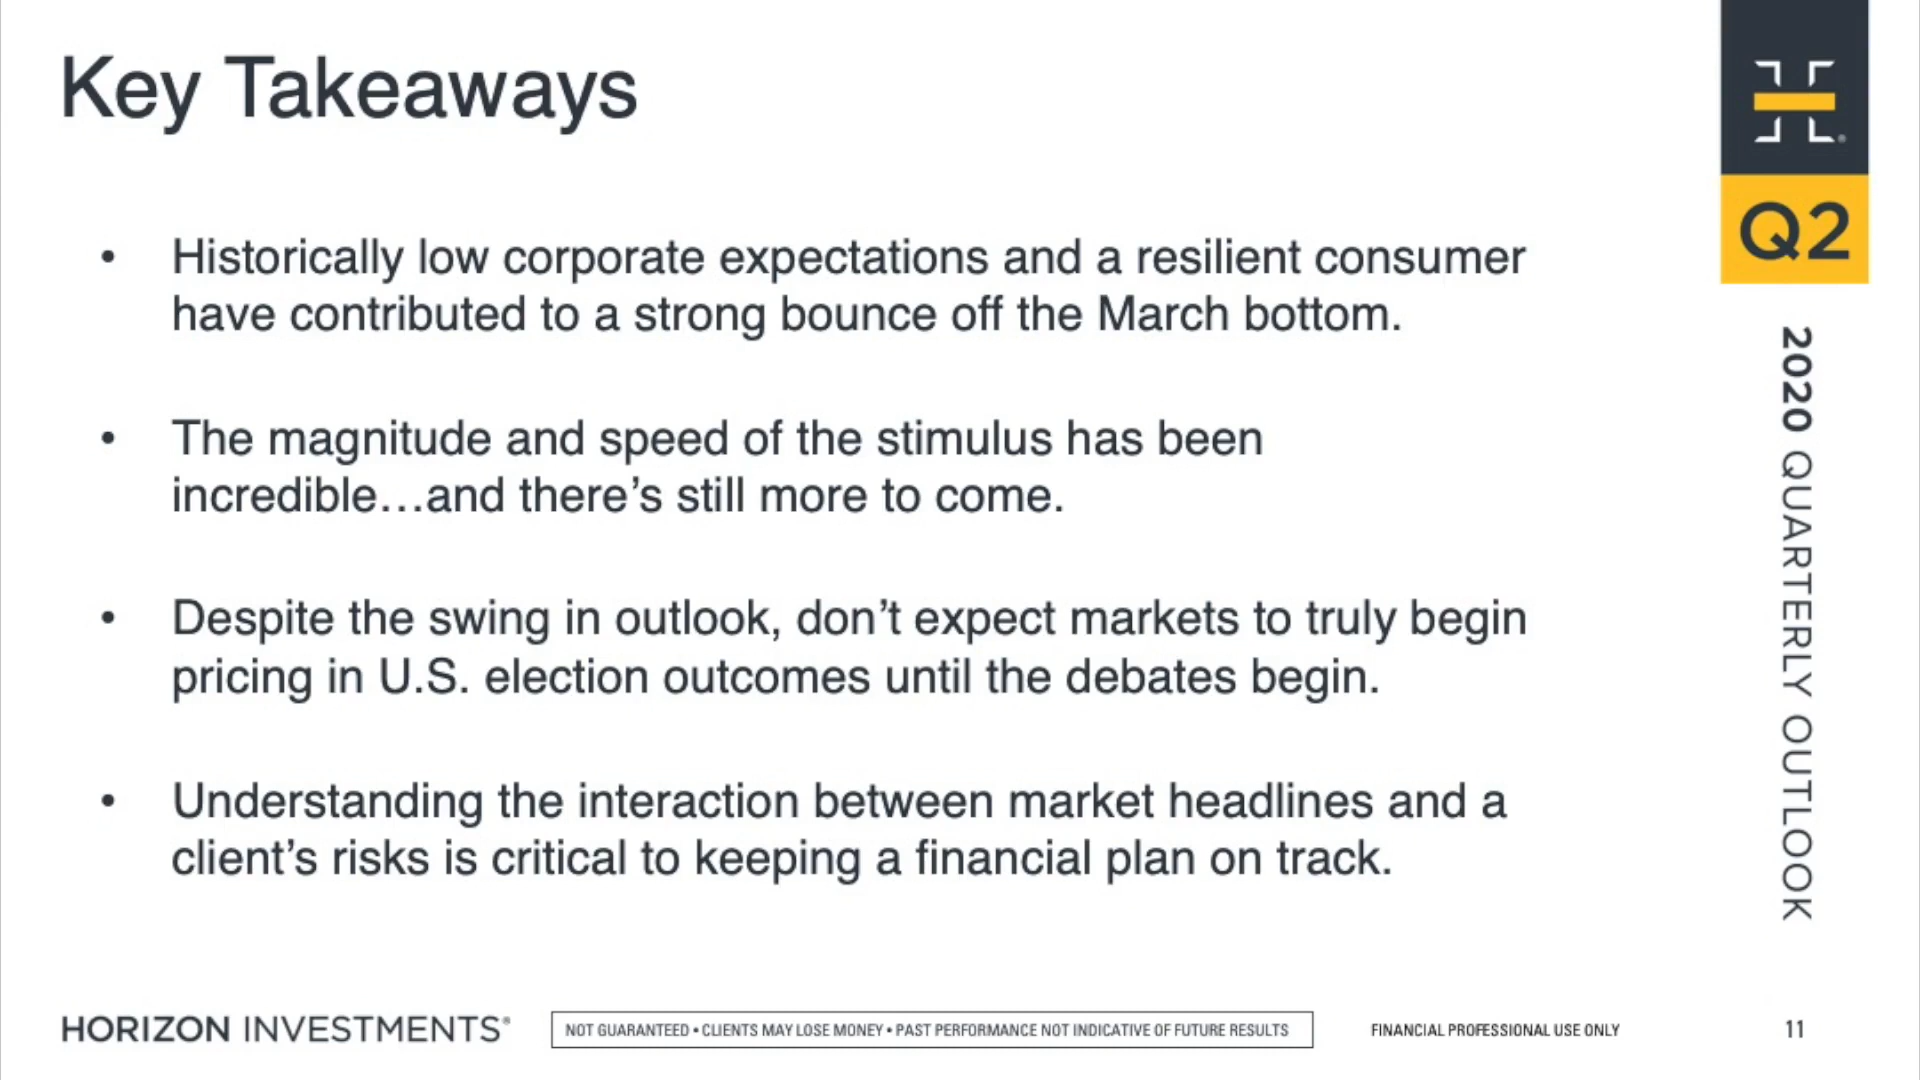 Key Takeaways
• Historically low corporate expectations and a resilient consumer
have contributed to a strong bounce off the March bottom.
• The magnitude and speed of the stimulus has been
incredible…and there’s still more to come.
• Despite the swing in outlook, don’t expect markets to truly begin
pricing in U.S. election outcomes until the debates begin.
• Understanding the interaction between market headlines and a
client’s risks is critical to keeping a financial plan on track.
Q2
2020 QUARTERLY OUTLOOK
HORIZON INVESTMENTS®
NOT GUARANTEED • CLIENTS MAY LOSE MONEY • PAST PERFORMANCE NOT INDICATIVE OF FUTURE RESULTS
FINANCIAL PROFESSIONAL USE ONLY
11